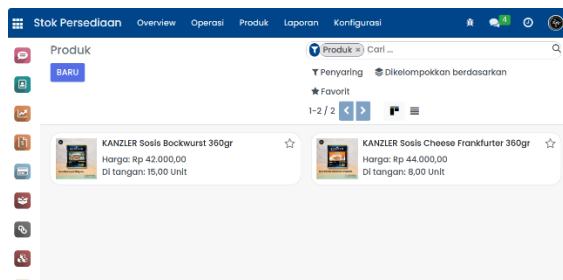 Stok Persediaan Overview Operasi Produk Laporan Konfigurasi 4
Produk
Produk × Cari ...
BARU
Penyaring Dikelompokkan berdasarkan
Favorit
1-2 / 2
KANZLER Sosis Bockwurst 360gr
Harga: Rp 42.000,00
Di tangan: 15,00 Unit
KANZLER Sosis Cheese Frankfurter 360gr
Harga: Rp 44.000,00
Di tangan: 8,00 Unit